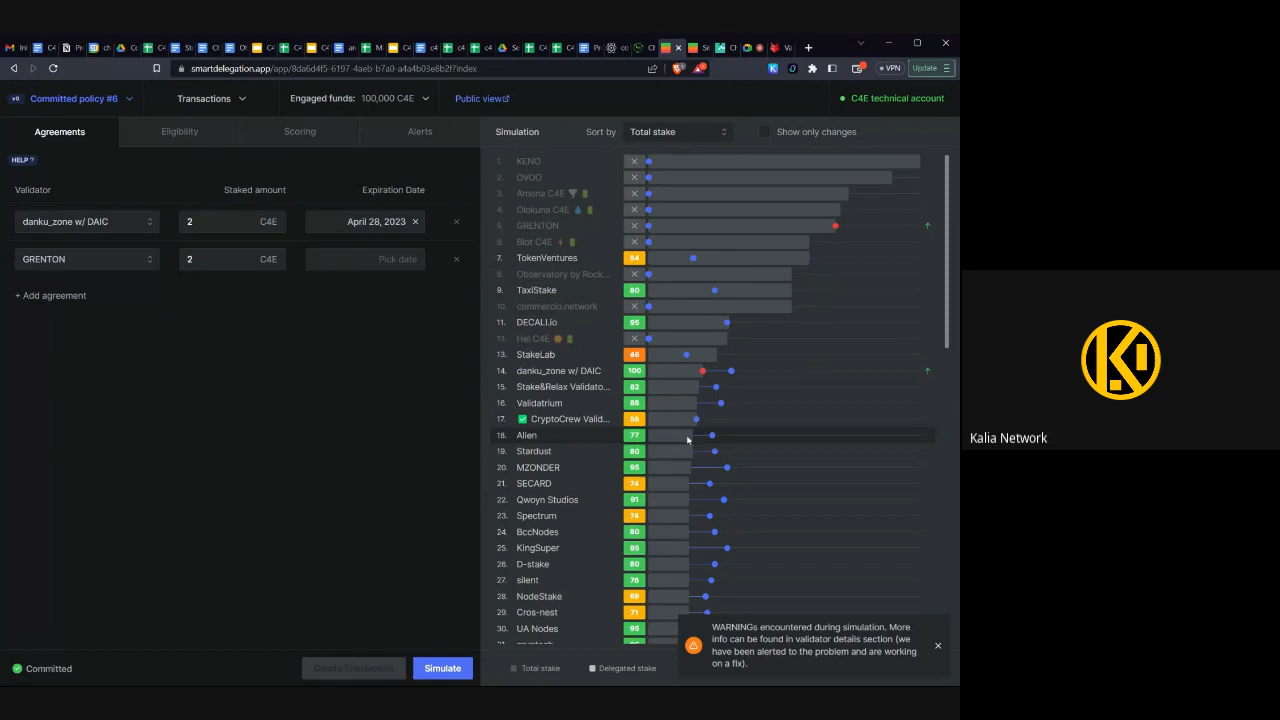 smartdelegation.app/app/8da6d4f5-6197-4aeb-b7a0-a4a4b03e8b2f?index
VPN
Update
v0 Committed policy #6
Transactions
Engaged funds: 100,000 C4E
Public view
C4E technical account
Agreements
Eligibility
Scoring
Alerts
Simulation
Sort by
Total stake
Show only changes
HELP ?
Validator
Staked amount
Expiration Date
danku_zone w/ DAIC
2 C4E
April 28, 2023
GRENTON
2 C4E
Pick date
+ Add agreement
1. KENO
2. OVOO
3. Amona C4E
4. Olokuna C4E
5. GRENTON
6. Blot C4E
7. TokenVentures 54
8. Observatory by Rock...
9. TaxiStake 80
10. commercio.network
11. DECALI.io 95
12. Hel C4E
13. StakeLab 46
14. danku_zone w/ DAIC 100
15. Stake&Relax Validato... 82
16. Validatrium 88
17. ✅ CryptoCrew Valid... 58
18. Alien 77
19. Stardust 80
20. MZONDER 95
21. SECARD 74
22. Qwoyn Studios 91
23. Spectrum 74
24. BccNodes 80
25. KingSuper 95
26. D-stake 80
27. silent 76
28. NodeStake 69
29. Cros-nest 71
30. UA Nodes 95
WARNINGs encountered during simulation. More
info can be found in validator details section (we
have been alerted to the problem and are working
on a fix).
Committed
Create Transaction
Simulate
Total stake
Delegated stake
Kalia Network